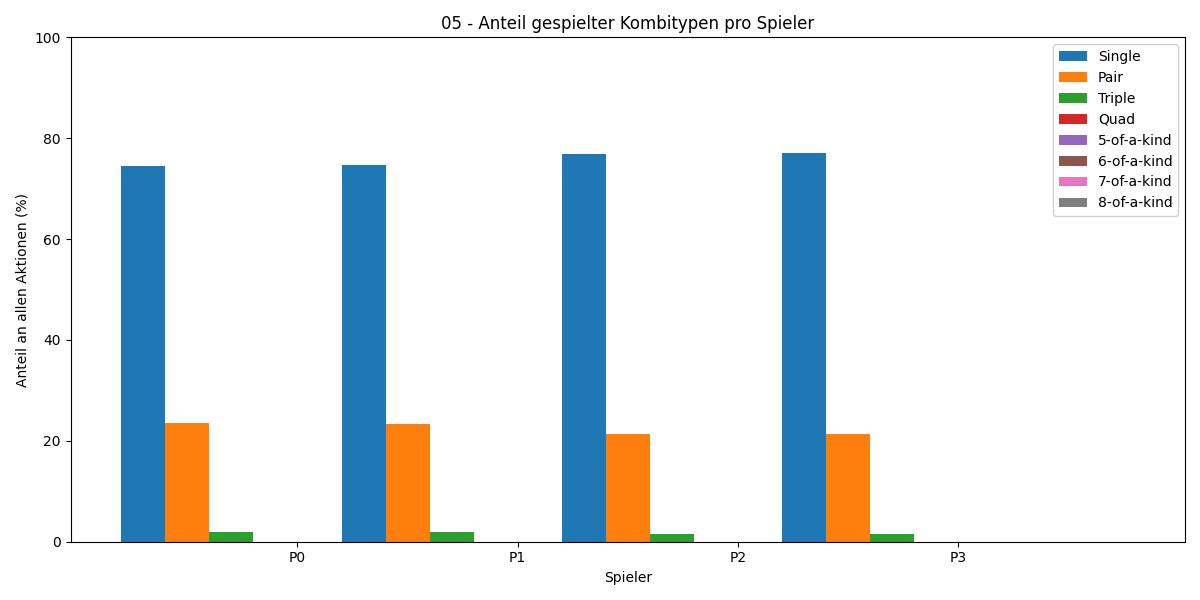 05 - Anteil gespielter Kombitypen pro Spieler
100
80
60
40
20
0
Anteil an allen Aktionen (%)
Single
Pair
Triple
Quad
5-of-a-kind
6-of-a-kind
7-of-a-kind
8-of-a-kind
P0 P1 P2 P3
Spieler